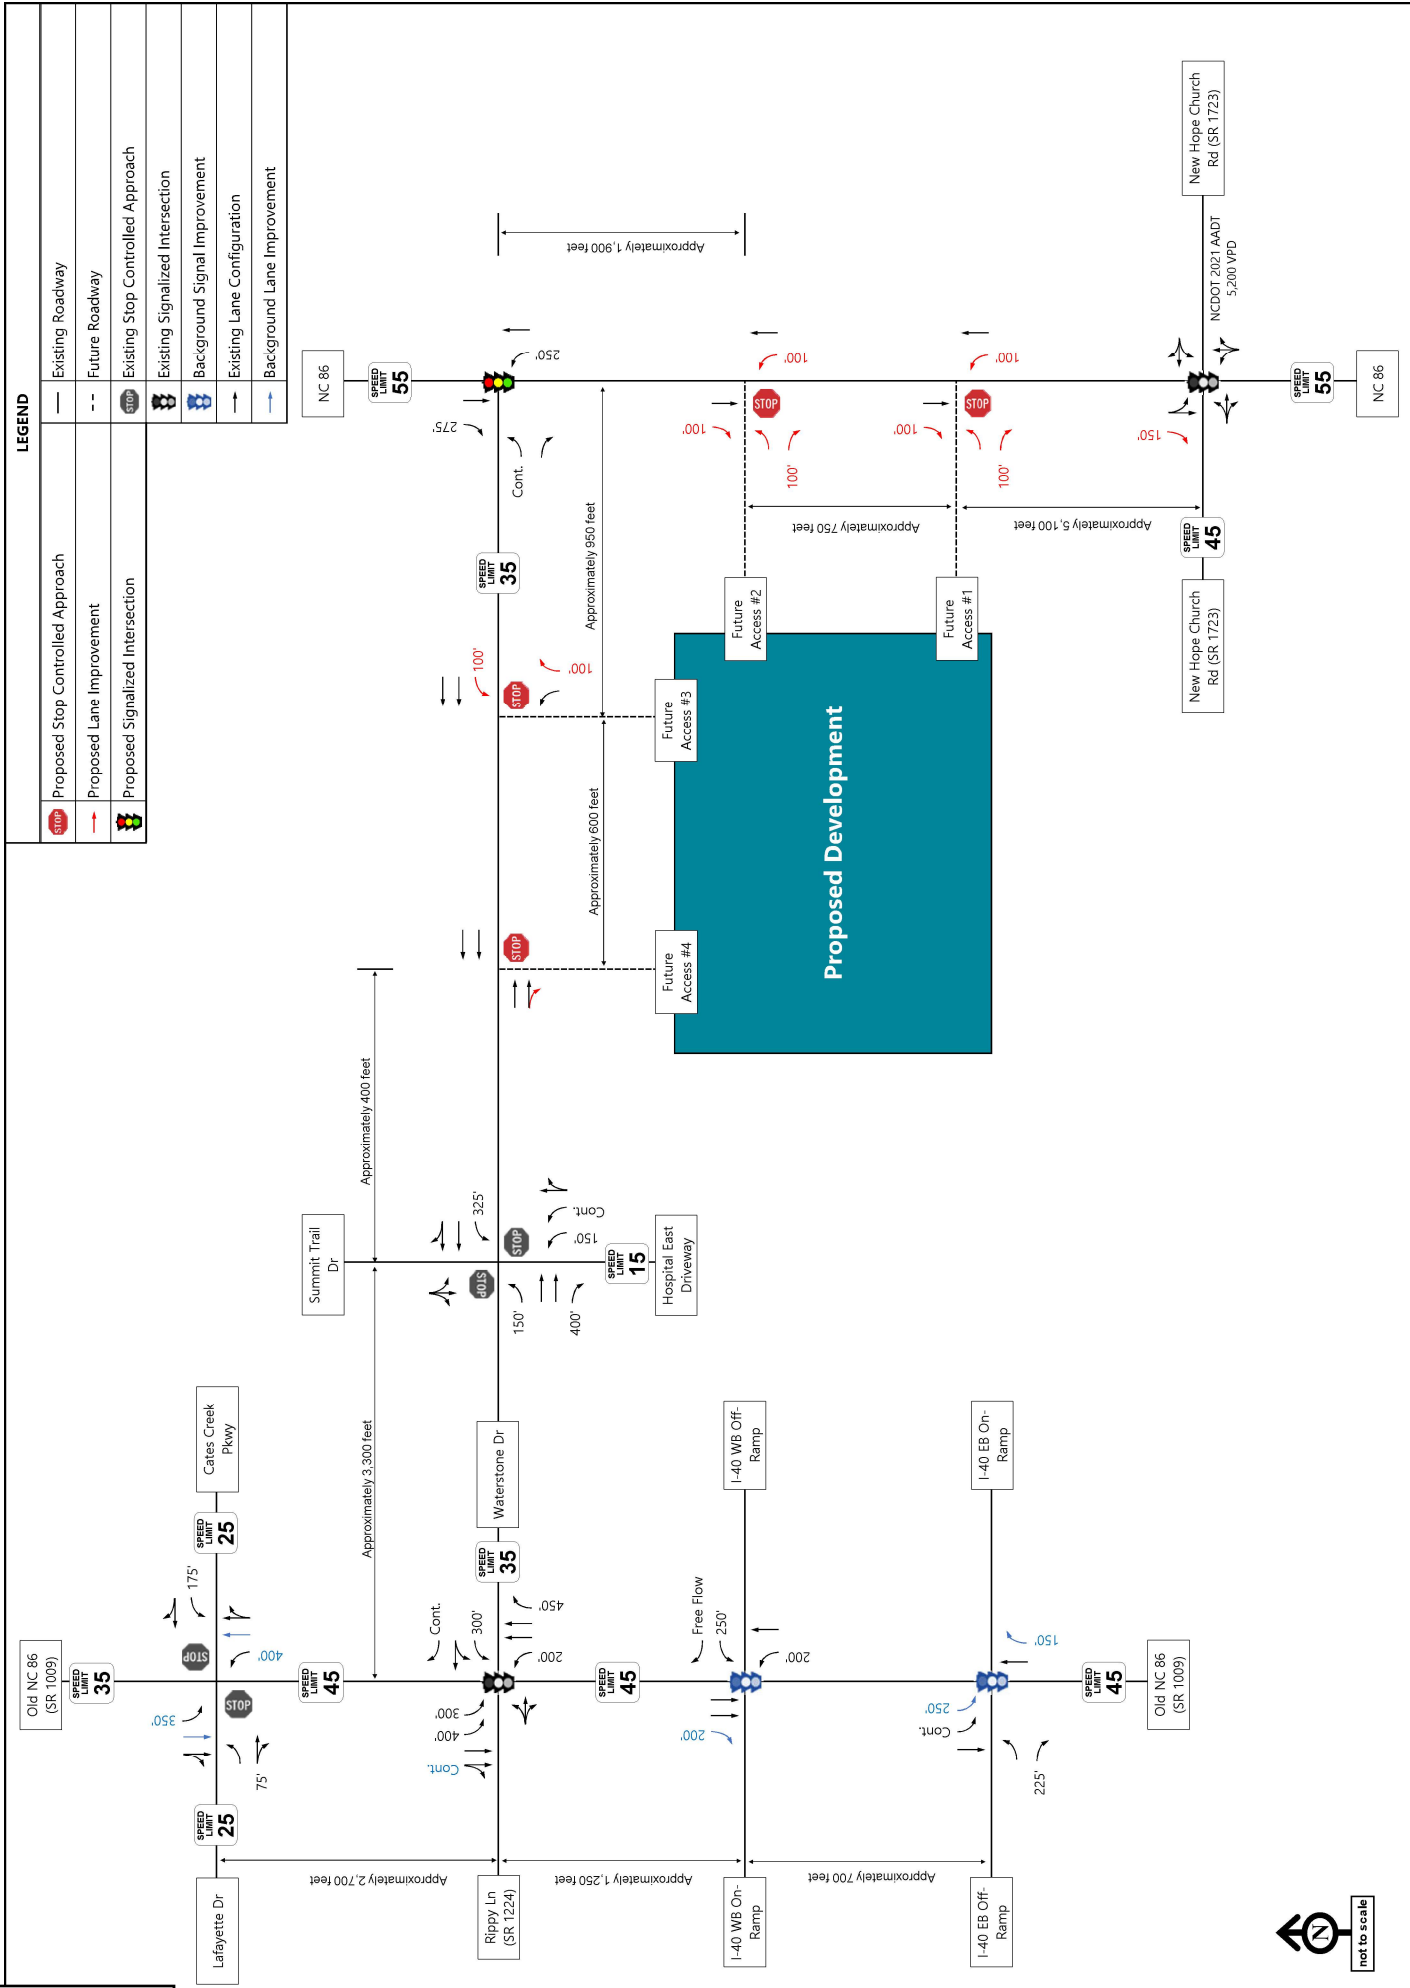 LEGEND
STOP
Proposed Stop Controlled Approach
Proposed Lane Improvement
Proposed Signalized Intersection
Existing Roadway
Future Roadway
STOP
Existing Stop Controlled Approach
Existing Signalized Intersection
Background Signal Improvement
Existing Lane Configuration
Background Lane Improvement
Old NC 86
(SR 1009)
SPEED
LIMIT
35
Lafayette Dr
SPEED
LIMIT
25
350'
75'
STOP
STOP
175'
400'
SPEED
LIMIT
25
Cates Creek
Pkwy
Approximately 2,700 feet
SPEED
LIMIT
45
Approximately 3,300 feet
Summit Trail
Dr
Approximately 400 feet
NC 86
SPEED
LIMIT
55
Rippy Ln
(SR 1224)
Cont.
400'
300'
Cont.
300'
200'
450'
SPEED
LIMIT
35
Waterstone Dr
150'
400'
STOP
STOP
325'
Cont.
150'
SPEED
LIMIT
15
Hospital East
Driveway
STOP
STOP
100'
100'
SPEED
LIMIT
35
Cont.
275'
250'
Approximately 600 feet
Approximately 950 feet
Approximately 1,900 feet
Approximately 1,250 feet
SPEED
LIMIT
45
Future
Access #4
Future
Access #3
I-40 WB On-
Ramp
200'
Free Flow
250'
200'
I-40 WB Off-
Ramp
Proposed Development
Future
Access #2
100'
100'
STOP
100'
Approximately 700 feet
Approximately 750 feet
I-40 EB Off-
Ramp
Cont.
250'
225'
150'
I-40 EB On-
Ramp
Future
Access #1
100'
100'
STOP
100'
Approximately 5,100 feet
SPEED
LIMIT
45
Old NC 86
(SR 1009)
New Hope Church
Rd (SR 1723)
SPEED
LIMIT
45
150'
NCDOT 2021 AADT
5,200 VPD
New Hope Church
Rd (SR 1723)
SPEED
LIMIT
55
NC 86
N
not to scale